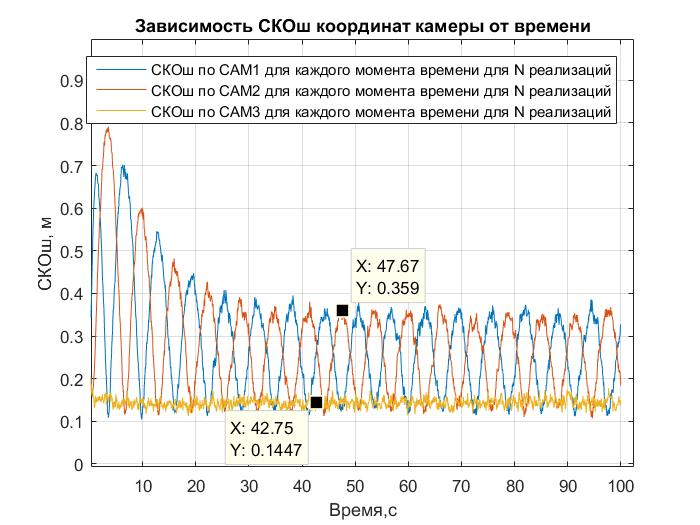 Зависимость СКОш координат камеры от времени
СКОш по CAM1 для каждого момента времени для N реализаций
СКОш по CAM2 для каждого момента времени для N реализаций
СКОш по CAM3 для каждого момента времени для N реализаций
0.9
0.8
0.7
0.6
0.5
0.4
0.3
0.2
0.1
0
СКОш, м
X: 47.67
Y: 0.359
X: 42.75
Y: 0.1447
10 20 30 40 50 60 70 80 90 100
Время,с